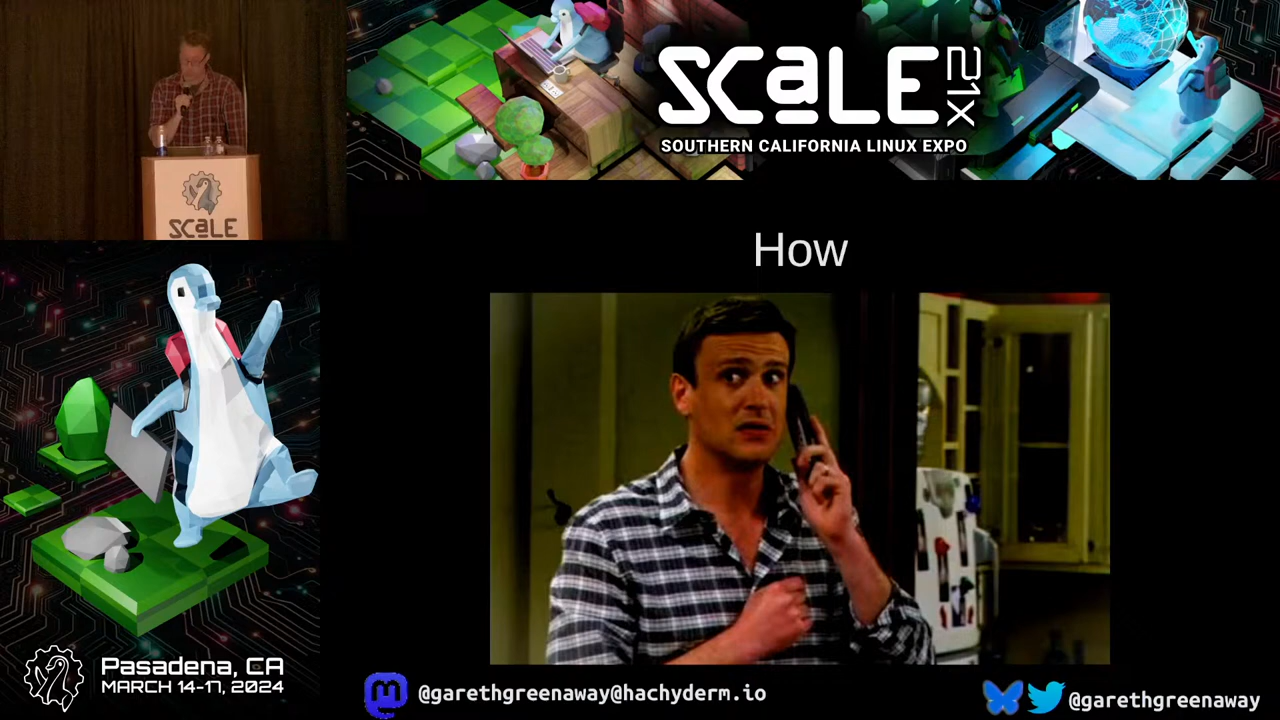 SCaLE 21X
SOUTHERN CALIFORNIA LINUX EXPO
SCaLE
How
Pasadena, CA
MARCH 14-17, 2024
@garethgreenaway@hachyderm.io
@garethgreenaway